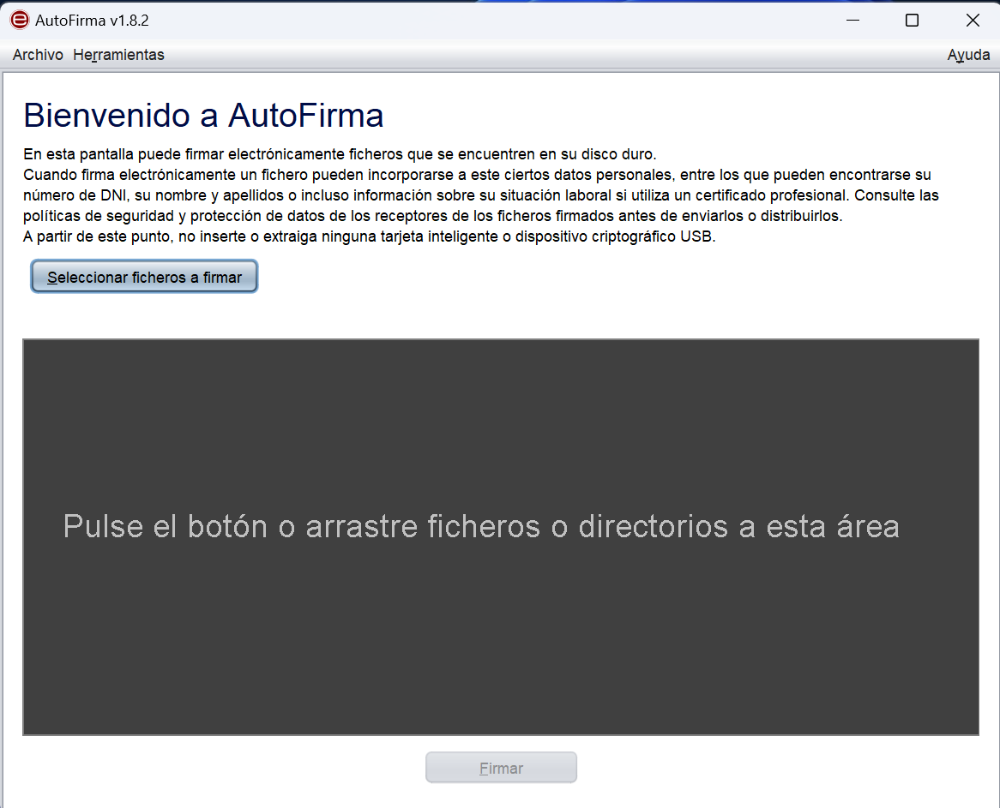 AutoFirma v1.8.2
Archivo Herramientas Ayuda
Bienvenido a AutoFirma
En esta pantalla puede firmar electrónicamente ficheros que se encuentren en su disco duro.
Cuando firma electrónicamente un fichero pueden incorporarse a este ciertos datos personales, entre los que pueden encontrarse su
número de DNI, su nombre y apellidos o incluso información sobre su situación laboral si utiliza un certificado profesional. Consulte las
políticas de seguridad y protección de datos de los receptores de los ficheros firmados antes de enviarlos o distribuirlos.
A partir de este punto, no inserte o extraiga ninguna tarjeta inteligente o dispositivo criptográfico USB.
Seleccionar ficheros a firmar
Pulse el botón o arrastre ficheros o directorios a esta área
Firmar